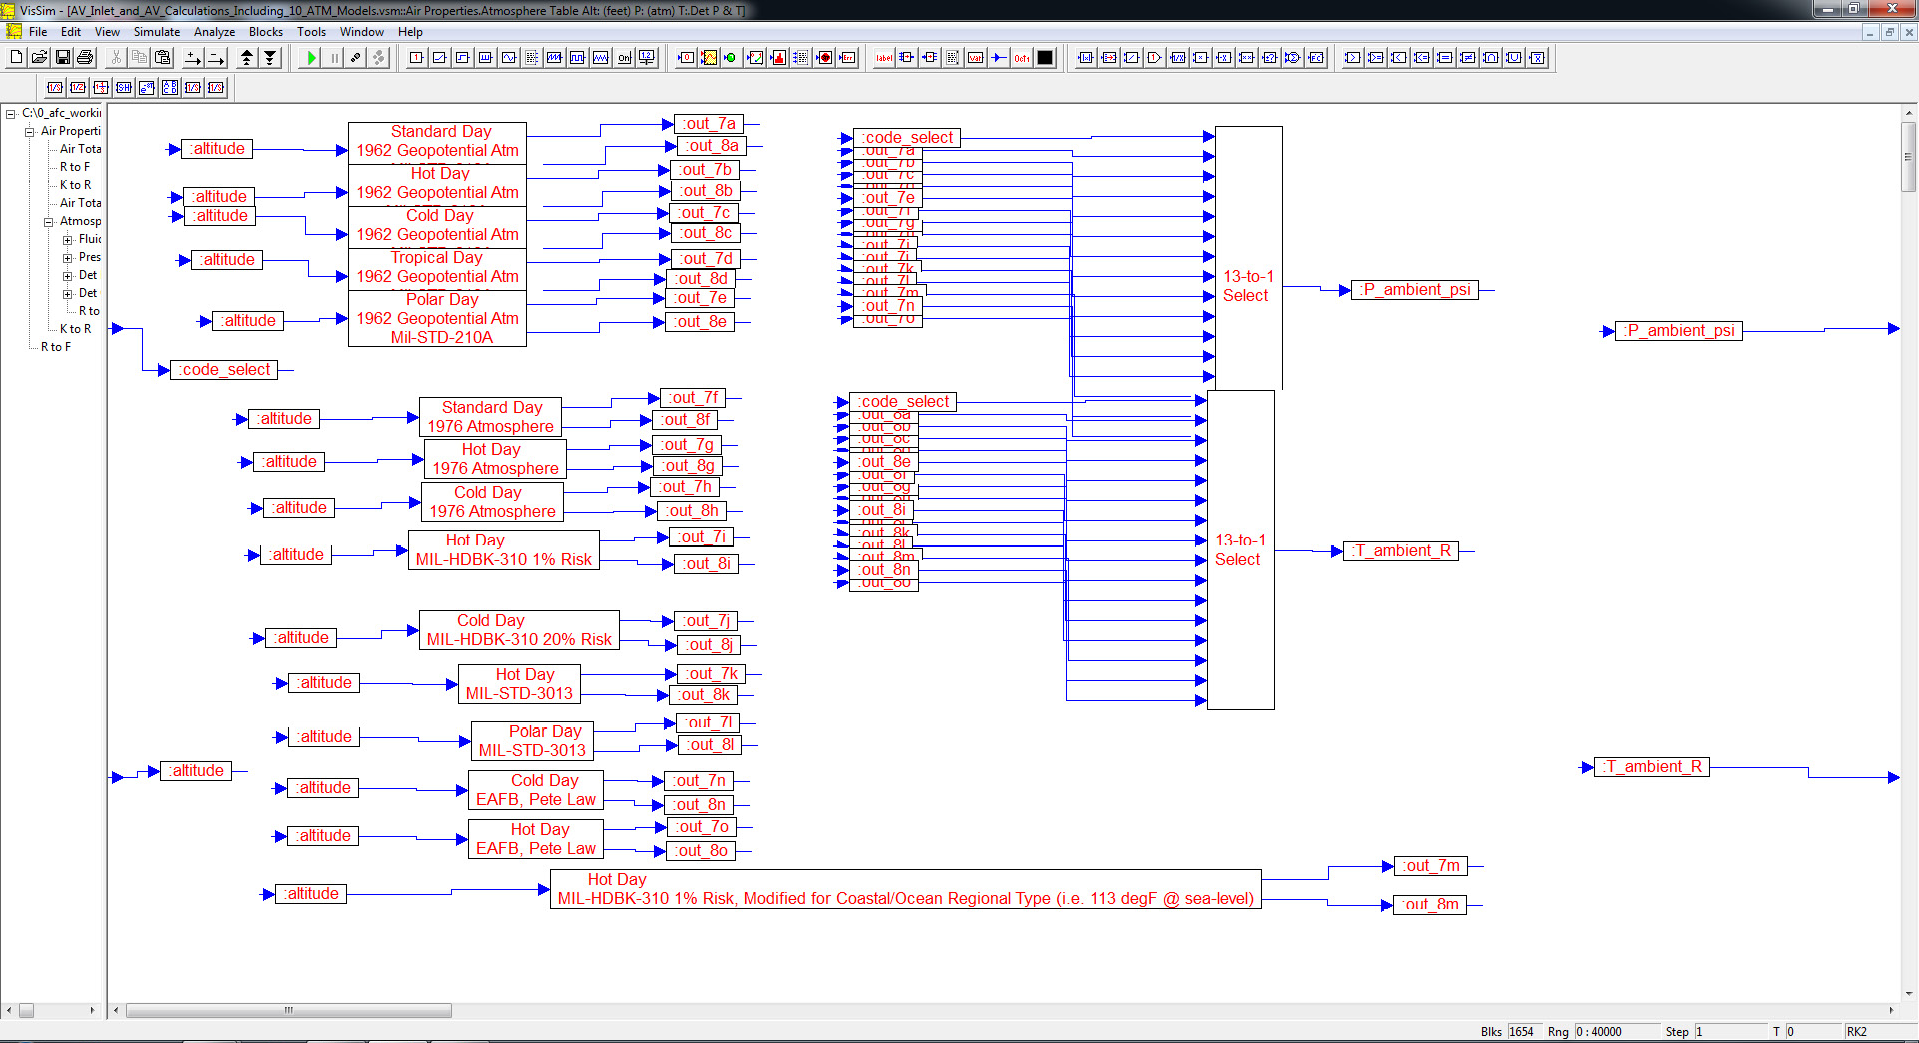 VisSim - [AV_Inlet_and_AV_Calculations_Including_10_ATM_Models.vsm::Air Properties.Atmosphere Table Alt: (feet) P: (atm) T:.Det P & T]
File Edit View Simulate Analyze Blocks Tools Window Help
C:\0_afc_workin
Air Properti
Air Tota
R to F
K to R
Air Tota
Atmosp
Fluid
Pres
Det
Det
R to
K to R
R to F
:altitude
Standard Day
1962 Geopotential Atm
:out_7a
:out_8a
:altitude
Hot Day
1962 Geopotential Atm
:out_7b
:out_8b
:altitude
Cold Day
1962 Geopotential Atm
:out_7c
:out_8c
:altitude
Tropical Day
1962 Geopotential Atm
:out_7d
:out_8d
:altitude
Polar Day
1962 Geopotential Atm
Mil-STD-210A
:out_7e
:out_8e
:code_select
:altitude
Standard Day
1976 Atmosphere
:out_7f
:out_8f
:altitude
Hot Day
1976 Atmosphere
:out_7g
:out_8g
:altitude
Cold Day
1976 Atmosphere
:out_7h
:out_8h
:altitude
Hot Day
MIL-HDBK-310 1% Risk
:out_7i
:out_8i
:altitude
Cold Day
MIL-HDBK-310 20% Risk
:out_7j
:out_8j
:altitude
Hot Day
MIL-STD-3013
:out_7k
:out_8k
:altitude
Polar Day
MIL-STD-3013
:out_7l
:out_8l
:altitude
:altitude
Cold Day
EAFB, Pete Law
:out_7n
:out_8n
:altitude
Hot Day
EAFB, Pete Law
:out_7o
:out_8o
:altitude
Hot Day
MIL-HDBK-310 1% Risk, Modified for Coastal/Ocean Regional Type (i.e. 113 degF @ sea-level)
:out_7m
:out_8m
:code_select
:out_7a
:out_7b
:out_7c
:out_7e
:out_7f
:out_7g
:out_7i
:out_7j
:out_7k
:out_7l
:out_7m
:out_7n
:out_7o
13-to-1
Select
:P_ambient_psi
:P_ambient_psi
:code_select
:out_8a
:out_8b
:out_8c
:out_8e
:out_8f
:out_8g
:out_8i
:out_8k
:out_8l
:out_8m
:out_8n
:out_8o
13-to-1
Select
:T_ambient_R
:T_ambient_R
Blks 1654 Rng 0:40000 Step 1 T 0 RK2